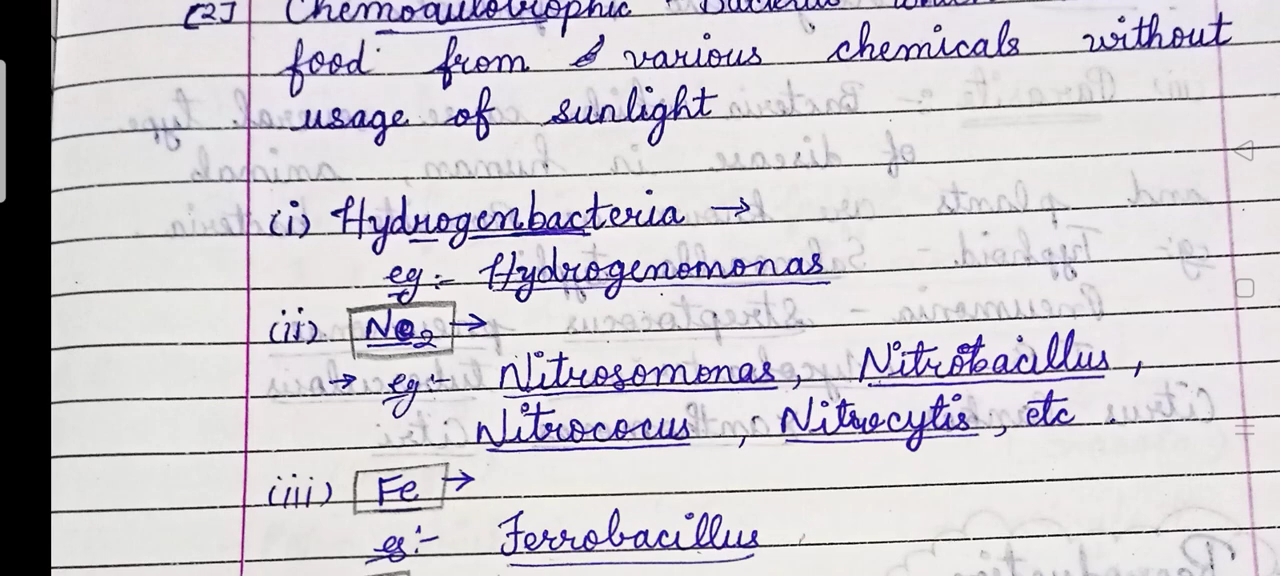 (2) Chemoautotrophic Bacteria
food from various chemicals without
usage of sunlight
(i) Hydrogenbacteria →
eg :- Hydrogenomonas
(ii) No2 →
→ eg :- Nitrosomonas, Nitrobacillus,
Nitrococus, Nitrocytis, etc
(iii) Fe →
eg :- Ferrobacillus